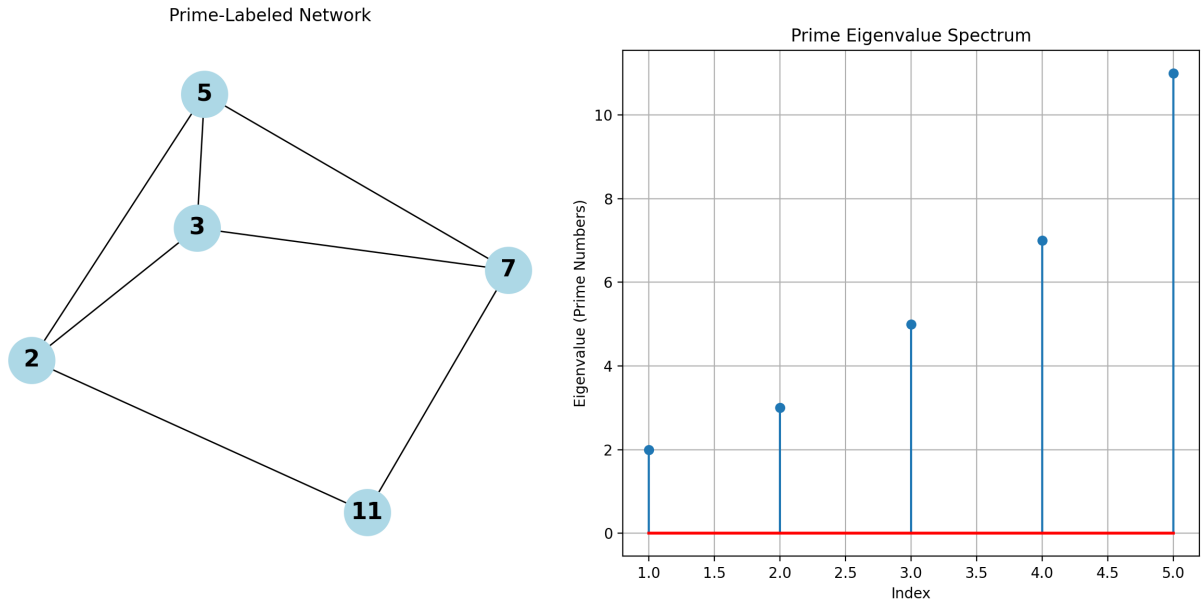 Prime-Labeled Network
5
3
7
2
11
Prime Eigenvalue Spectrum
Eigenvalue (Prime Numbers)
10
8
6
4
2
0
1.0 1.5 2.0 2.5 3.0 3.5 4.0 4.5 5.0
Index